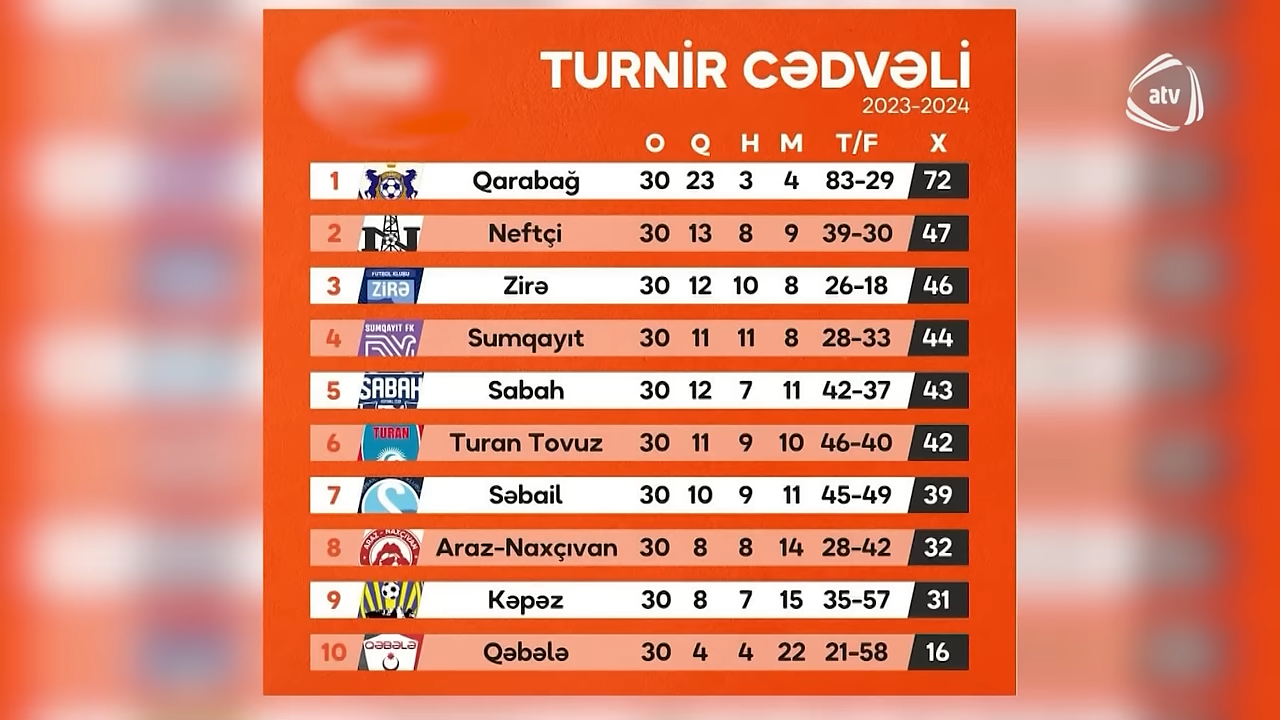 TURNİR CƏDVƏLİ
atv
2023-2024
O Q H M T/F X
1 Qarabağ 30 23 3 4 83-29 72
2 N Neftçi 30 13 8 9 39-30 47
3 FUTBOL KLUBU ZİRƏ Zirə 30 12 10 8 26-18 46
4 SUMQAYIT FK Sumqayıt 30 11 11 8 28-33 44
5 SABAH Sabah 30 12 7 11 42-37 43
6 TURAN Turan Tovuz 30 11 9 10 46-40 42
7 Səbail 30 10 9 11 45-49 39
8 ARAZ-NAXÇIVAN Araz-Naxçıvan 30 8 8 14 28-42 32
9 Kəpəz 30 8 7 15 35-57 31
10 QƏBƏLƏ Qəbələ 30 4 4 22 21-58 16